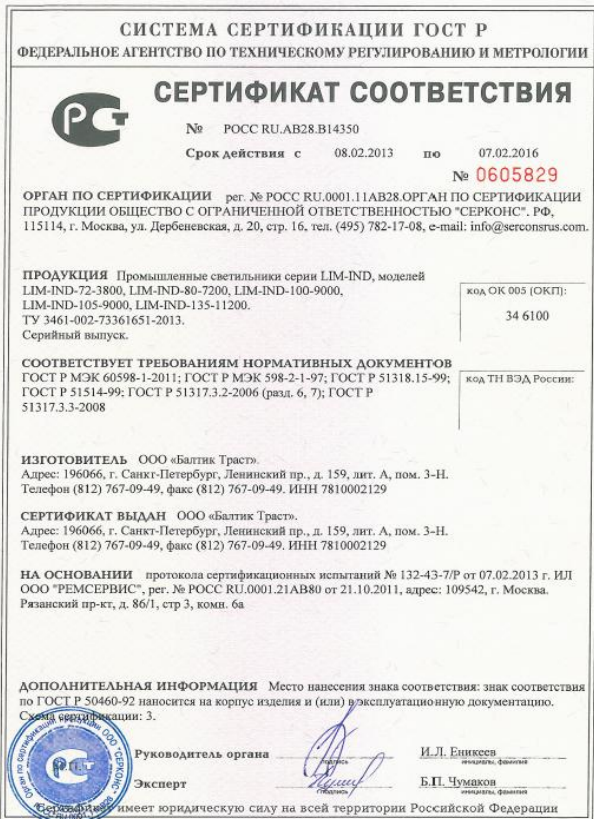 СИСТЕМА СЕРТИФИКАЦИИ ГОСТ Р
ФЕДЕРАЛЬНОЕ АГЕНТСТВО ПО ТЕХНИЧЕСКОМУ РЕГУЛИРОВАНИЮ И МЕТРОЛОГИИ
СЕРТИФИКАТ СООТВЕТСТВИЯ
№ РОСС RU.АВ28.В14350
Срок действия с 08.02.2013 по 07.02.2016
№ 0605829
ОРГАН ПО СЕРТИФИКАЦИИ рег. № РОСС RU.0001.11АВ28.ОРГАН ПО СЕРТИФИКАЦИИ
ПРОДУКЦИИ ОБЩЕСТВО С ОГРАНИЧЕННОЙ ОТВЕТСТВЕННОСТЬЮ "СЕРКОНС". РФ,
115114, г. Москва, ул. Дербеневская, д. 20, стр. 16, тел. (495) 782-17-08, e-mail: info@serconsrus.com.
ПРОДУКЦИЯ Промышленные светильники серии LIM-IND, моделей
LIM-IND-72-3800, LIM-IND-80-7200, LIM-IND-100-9000,
LIM-IND-105-9000, LIM-IND-135-11200.
ТУ 3461-002-73361651-2013.
Серийный выпуск.
код ОК 005 (ОКП):
34 6100
СООТВЕТСТВУЕТ ТРЕБОВАНИЯМ НОРМАТИВНЫХ ДОКУМЕНТОВ
ГОСТ Р МЭК 60598-1-2011; ГОСТ Р МЭК 598-2-1-97; ГОСТ Р 51318.15-99;
ГОСТ Р 51514-99; ГОСТ Р 51317.3.2-2006 (разд. 6, 7); ГОСТ Р
51317.3.3-2008
код ТН ВЭД России:
ИЗГОТОВИТЕЛЬ ООО «Балтик Траст».
Адрес: 196066, г. Санкт-Петербург, Ленинский пр., д. 159, лит. А, пом. 3-Н.
Телефон (812) 767-09-49, факс (812) 767-09-49. ИНН 7810002129
СЕРТИФИКАТ ВЫДАН ООО «Балтик Траст».
Адрес: 196066, г. Санкт-Петербург, Ленинский пр., д. 159, лит. А, пом. 3-Н.
Телефон (812) 767-09-49, факс (812) 767-09-49. ИНН 7810002129
НА ОСНОВАНИИ протокола сертификационных испытаний № 132-43-7/Р от 07.02.2013 г. ИЛ
ООО "РЕМСЕРВИС", рег. № РОСС RU.0001.21АВ80 от 21.10.2011, адрес: 109542, г. Москва.
Рязанский пр-кт, д. 86/1, стр 3, комн. 6а
ДОПОЛНИТЕЛЬНАЯ ИНФОРМАЦИЯ Место нанесения знака соответствия: знак соответствия
по ГОСТ Р 50460-92 наносится на корпус изделия и (или) в эксплуатационную документацию.
Схема сертификации: 3.
Руководитель органа
подпись
И.Л. Еникеев
инициалы, фамилия
Эксперт
подпись
Б.П. Чумаков
инициалы, фамилия
Сертификат имеет юридическую силу на всей территории Российской Федерации